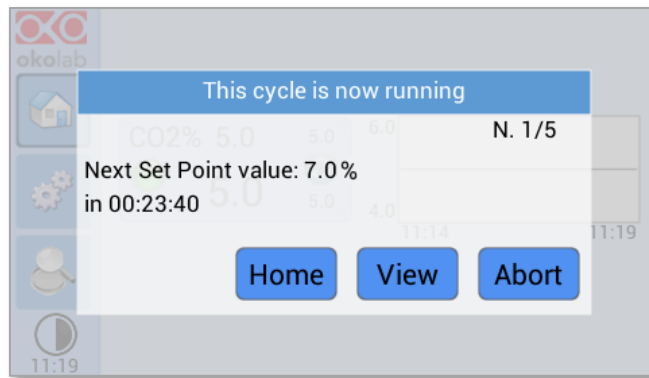 okolab
This cycle is now running
N. 1/5
CO2% 5.0 5.0
6.0
Next Set Point value: 7.0%
in 00:23:40
5.0 5.0
4.0
11:14 11:19
Home View Abort
11:19